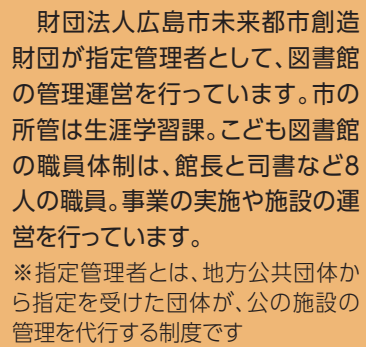 財団法人広島市未来都市創造
財団が指定管理者として、図書館
の管理運営を行っています。市の
所管は生涯学習課。こども図書館
の職員体制は、館長と司書など8
人の職員。事業の実施や施設の運
営を行っています。
※指定管理者とは、地方公共団体か
ら指定を受けた団体が、公の施設の
管理を代行する制度です